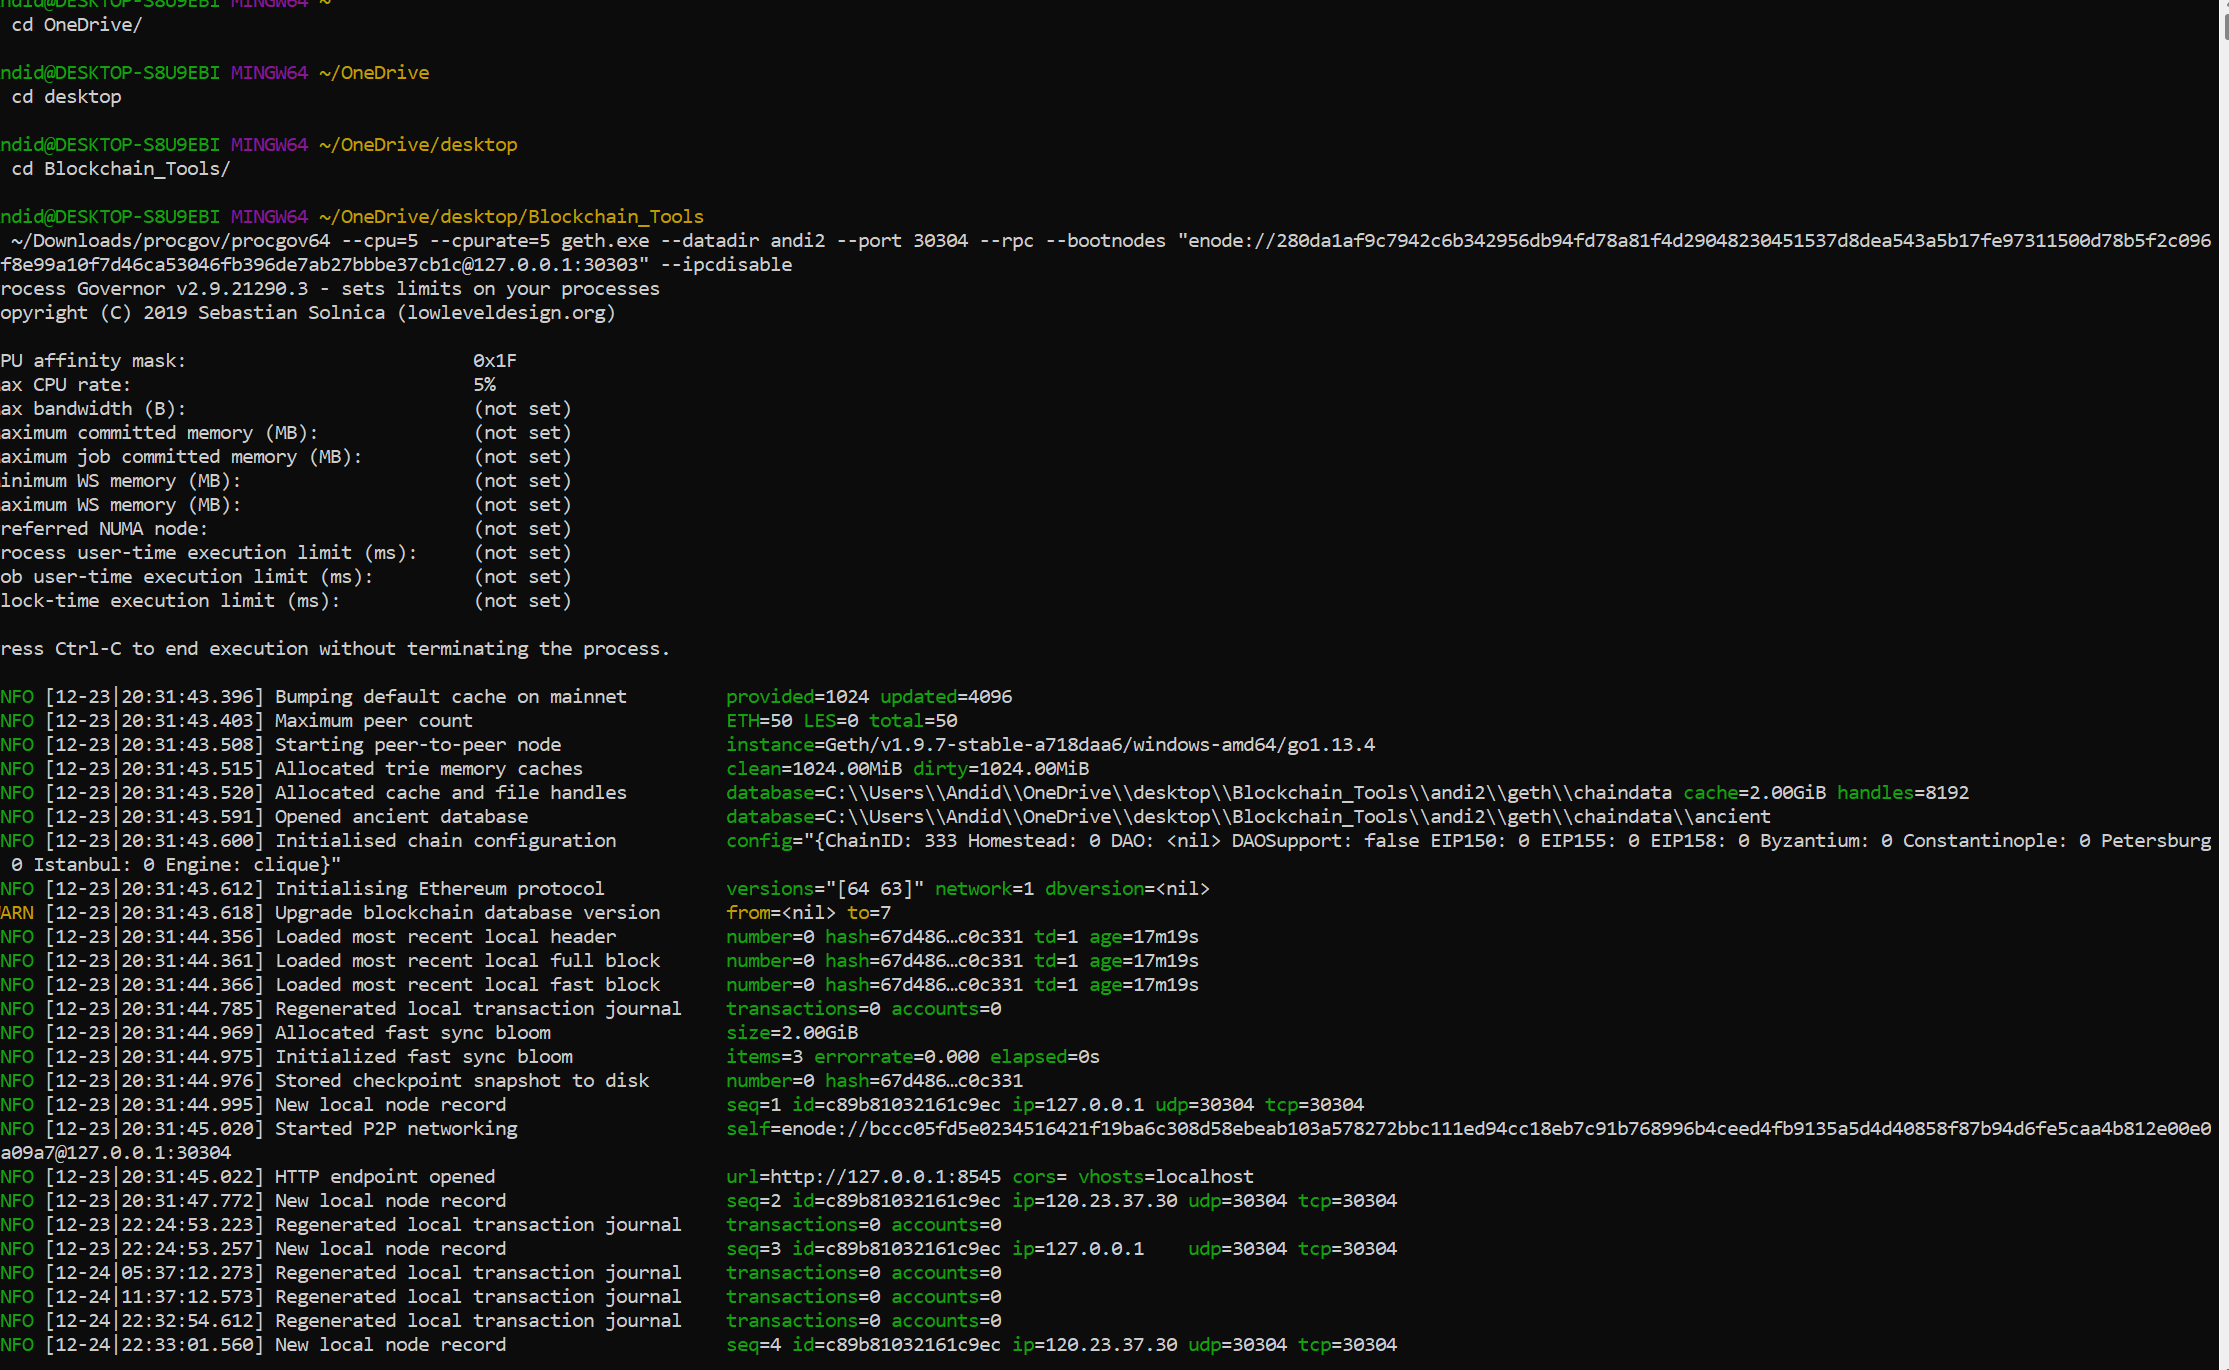 ndid@DESKTOP-S8U9EBI MINGW64 ~
cd OneDrive/
ndid@DESKTOP-S8U9EBI MINGW64 ~/OneDrive
cd desktop
ndid@DESKTOP-S8U9EBI MINGW64 ~/OneDrive/desktop
cd Blockchain_Tools/
ndid@DESKTOP-S8U9EBI MINGW64 ~/OneDrive/desktop/Blockchain_Tools
~/Downloads/procgov/procgov64 --cpu=5 --cpurate=5 geth.exe --datadir andi2 --port 30304 --rpc --bootnodes "enode://280da1af9c7942c6b342956db94fd78a81f4d29048230451537d8dea543a5b17fe97311500d78b5f2c096
f8e99a10f7d46ca53046fb396de7ab27bbbe37cb1c@127.0.0.1:30303" --ipcdisable
rocess Governor v2.9.21290.3 - sets limits on your processes
opyright (C) 2019 Sebastian Solnica (lowleveldesign.org)
PU affinity mask: 0x1F
ax CPU rate: 5%
ax bandwidth (B): (not set)
aximum committed memory (MB): (not set)
aximum job committed memory (MB): (not set)
inimum WS memory (MB): (not set)
aximum WS memory (MB): (not set)
referred NUMA node: (not set)
rocess user-time execution limit (ms): (not set)
ob user-time execution limit (ms): (not set)
lock-time execution limit (ms): (not set)
ress Ctrl-C to end execution without terminating the process.
NFO [12-23|20:31:43.396] Bumping default cache on mainnet provided=1024 updated=4096
NFO [12-23|20:31:43.403] Maximum peer count ETH=50 LES=0 total=50
NFO [12-23|20:31:43.508] Starting peer-to-peer node instance=Geth/v1.9.7-stable-a718daa6/windows-amd64/go1.13.4
NFO [12-23|20:31:43.515] Allocated trie memory caches clean=1024.00MiB dirty=1024.00MiB
NFO [12-23|20:31:43.520] Allocated cache and file handles database=C:\\Users\\Andid\\OneDrive\\desktop\\Blockchain_Tools\\andi2\\geth\\chaindata cache=2.00GiB handles=8192
NFO [12-23|20:31:43.591] Opened ancient database database=C:\\Users\\Andid\\OneDrive\\desktop\\Blockchain_Tools\\andi2\\geth\\chaindata\\ancient
NFO [12-23|20:31:43.600] Initialised chain configuration config="{ChainID: 333 Homestead: 0 DAO: <nil> DAOSupport: false EIP150: 0 EIP155: 0 EIP158: 0 Byzantium: 0 Constantinople: 0 Petersburg
0 Istanbul: 0 Engine: clique}"
NFO [12-23|20:31:43.612] Initialising Ethereum protocol versions="[64 63]" network=1 dbversion=<nil>
ARN [12-23|20:31:43.618] Upgrade blockchain database version from=<nil> to=7
NFO [12-23|20:31:44.356] Loaded most recent local header number=0 hash=67d486…c0c331 td=1 age=17m19s
NFO [12-23|20:31:44.361] Loaded most recent local full block number=0 hash=67d486…c0c331 td=1 age=17m19s
NFO [12-23|20:31:44.366] Loaded most recent local fast block number=0 hash=67d486…c0c331 td=1 age=17m19s
NFO [12-23|20:31:44.785] Regenerated local transaction journal transactions=0 accounts=0
NFO [12-23|20:31:44.969] Allocated fast sync bloom size=2.00GiB
NFO [12-23|20:31:44.975] Initialized fast sync bloom items=3 errorrate=0.000 elapsed=0s
NFO [12-23|20:31:44.976] Stored checkpoint snapshot to disk number=0 hash=67d486…c0c331
NFO [12-23|20:31:44.995] New local node record seq=1 id=c89b81032161c9ec ip=127.0.0.1 udp=30304 tcp=30304
NFO [12-23|20:31:45.020] Started P2P networking self=enode://bccc05fd5e0234516421f19ba6c308d58ebeab103a578272bbc111ed94cc18eb7c91b768996b4ceed4fb9135a5d4d40858f87b94d6fe5caa4b812e00e0
a09a7@127.0.0.1:30304
NFO [12-23|20:31:45.022] HTTP endpoint opened url=http://127.0.0.1:8545 cors= vhosts=localhost
NFO [12-23|20:31:47.772] New local node record seq=2 id=c89b81032161c9ec ip=120.23.37.30 udp=30304 tcp=30304
NFO [12-23|22:24:53.223] Regenerated local transaction journal transactions=0 accounts=0
NFO [12-23|22:24:53.257] New local node record seq=3 id=c89b81032161c9ec ip=127.0.0.1 udp=30304 tcp=30304
NFO [12-24|05:37:12.273] Regenerated local transaction journal transactions=0 accounts=0
NFO [12-24|11:37:12.573] Regenerated local transaction journal transactions=0 accounts=0
NFO [12-24|22:32:54.612] Regenerated local transaction journal transactions=0 accounts=0
NFO [12-24|22:33:01.560] New local node record seq=4 id=c89b81032161c9ec ip=120.23.37.30 udp=30304 tcp=30304